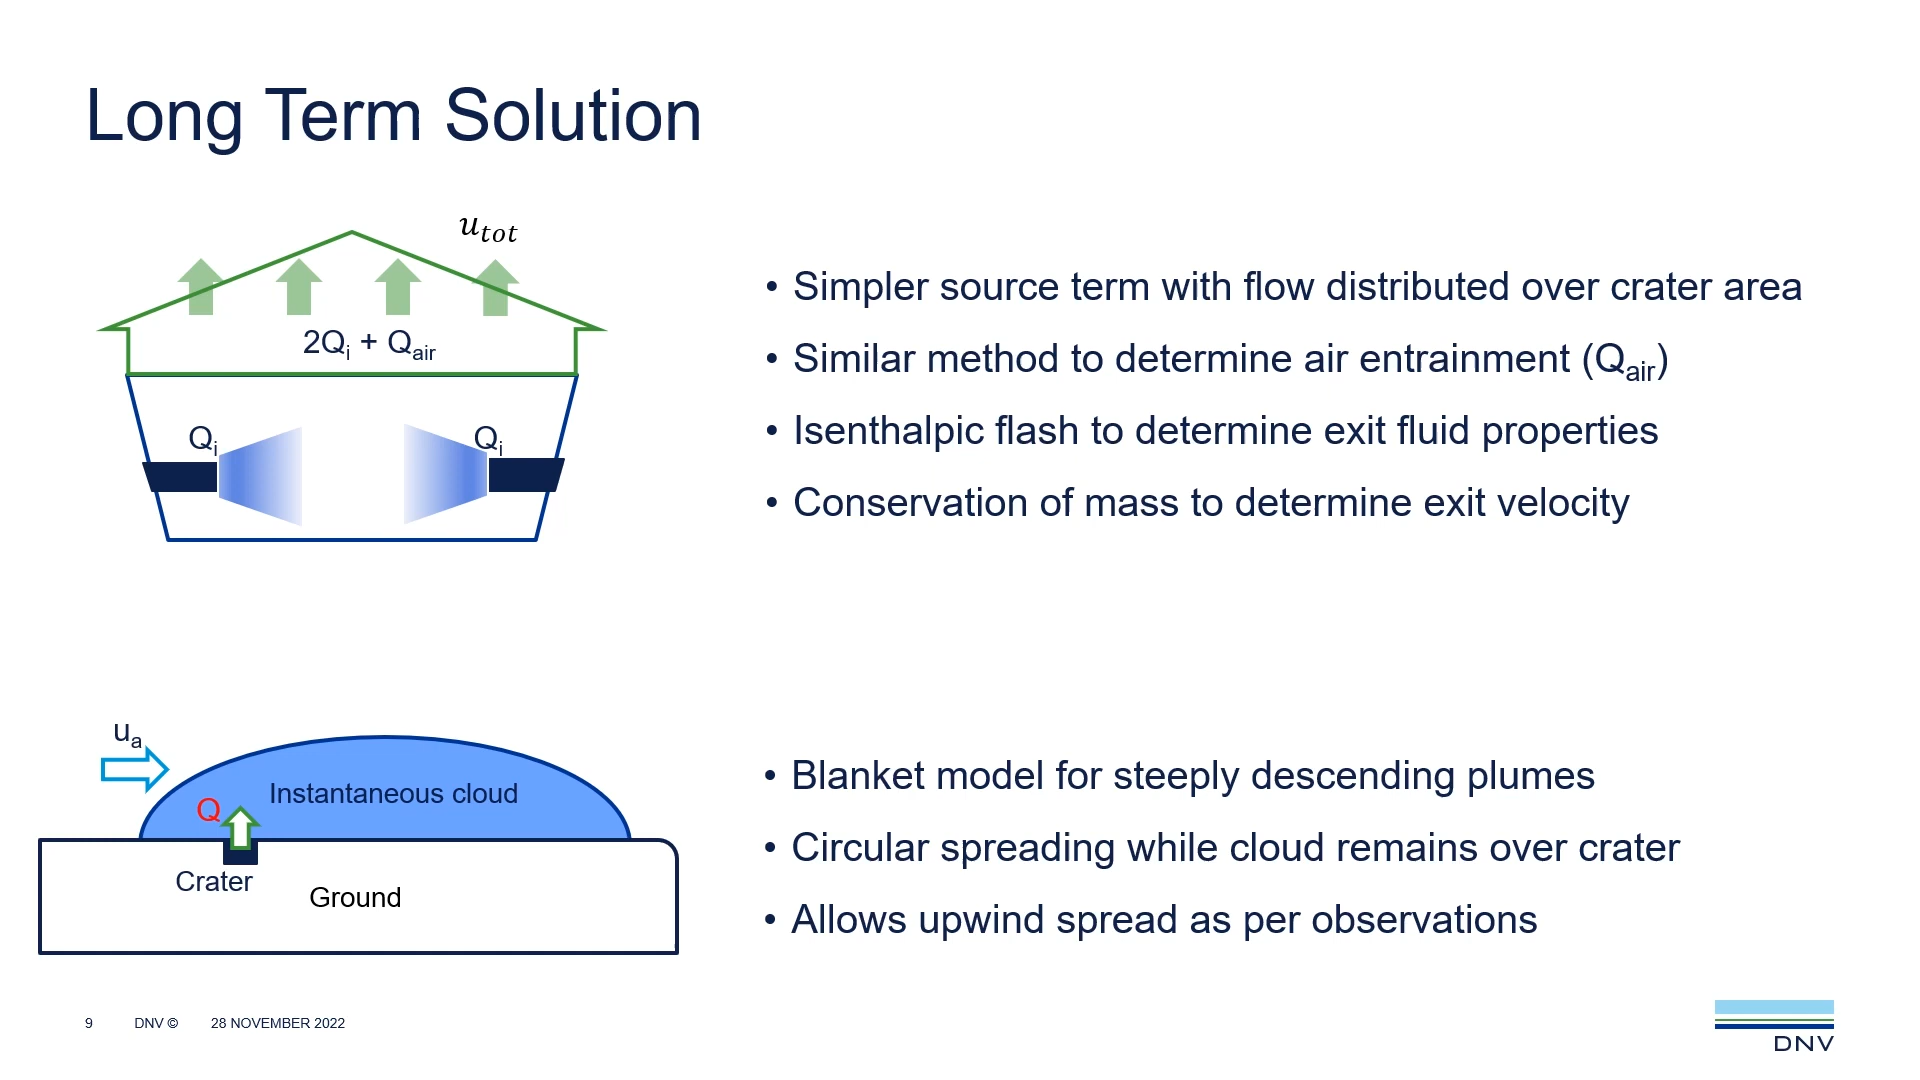 Long Term Solution
u_tot
2Q_i + Q_air
Q_i Q_i
• Simpler source term with flow distributed over crater area
• Similar method to determine air entrainment (Q_air)
• Isenthalpic flash to determine exit fluid properties
• Conservation of mass to determine exit velocity
u_a
Instantaneous cloud
Q
Crater
Ground
• Blanket model for steeply descending plumes
• Circular spreading while cloud remains over crater
• Allows upwind spread as per observations
9 DNV © 28 NOVEMBER 2022
DNV